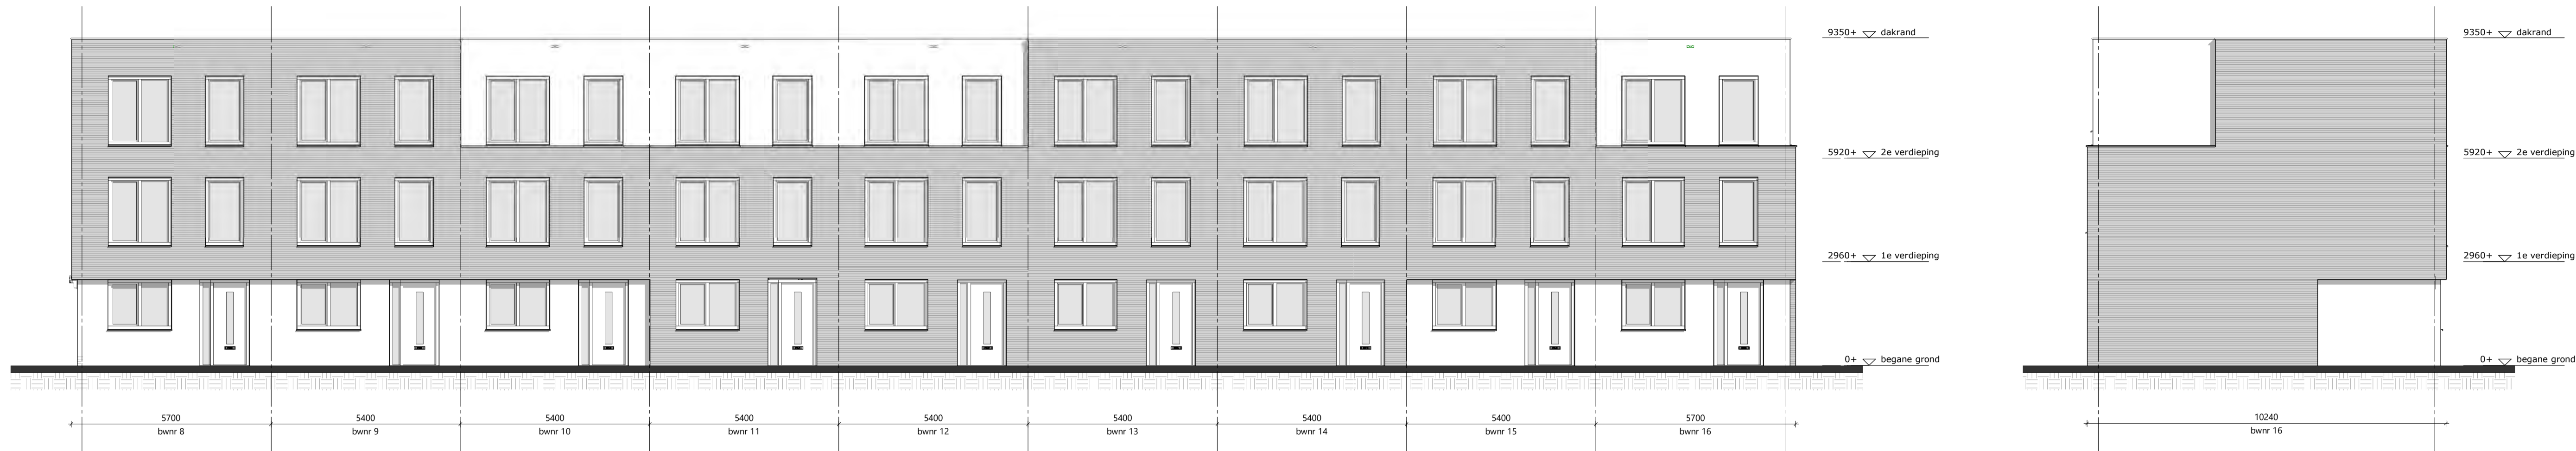 9350+ dakrand
5920+ 2e verdieping
2960+ 1e verdieping
0+ begane grond
5700 5400 5400 5400 5400 5400 5400 5400 5700
bwnr 8 bwnr 9 bwnr 10 bwnr 11 bwnr 12 bwnr 13 bwnr 14 bwnr 15 bwnr 16
9350+ dakrand
5920+ 2e verdieping
2960+ 1e verdieping
0+ begane grond
10240
bwnr 16